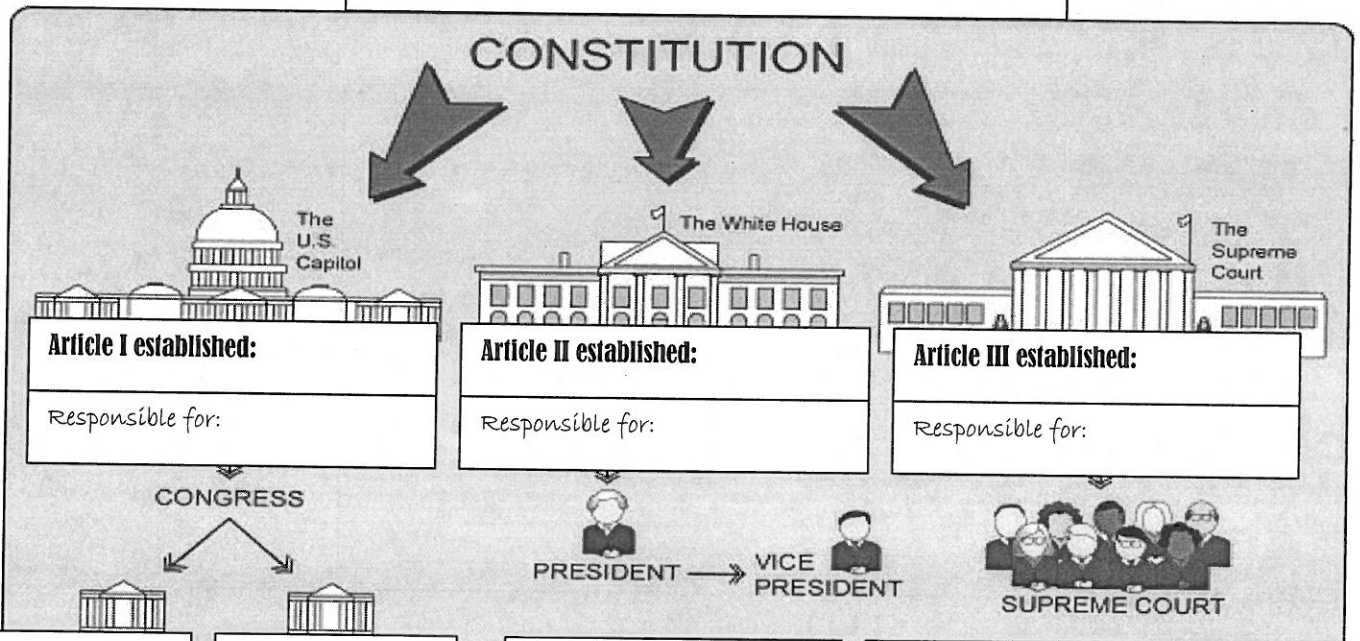 CONSTITUTION
The
U.S.
Capitol
The White House
The
Supreme
Court
Article I established:
Responsible for:
Article II established:
Responsible for:
Article III established:
Responsible for:
CONGRESS
PRESIDENT
VICE
PRESIDENT
SUPREME COURT